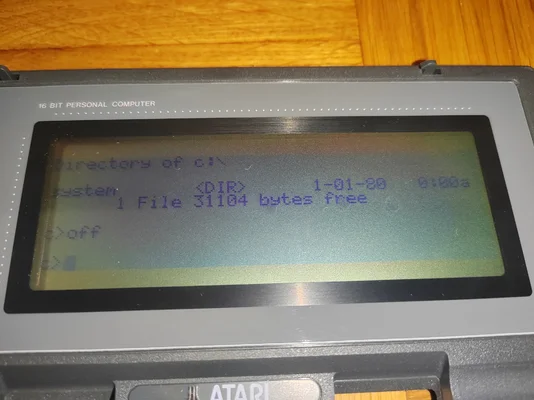 16 BIT PERSONAL COMPUTER
Directory of c:\
system <DIR> 1-01-80 0:00a
1 File 31104 bytes free
c>off
c>
ATARI